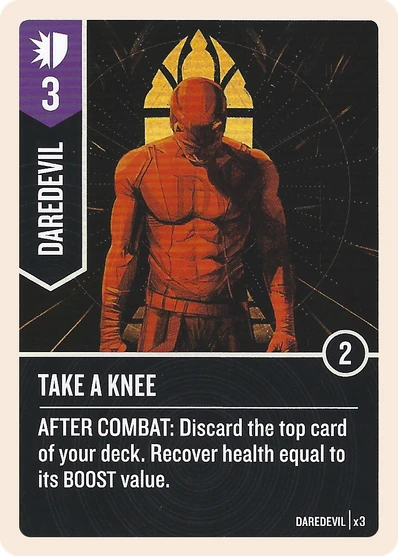 3
DAREDEVIL
2
TAKE A KNEE
AFTER COMBAT: Discard the top card
of your deck. Recover health equal to
its BOOST value.
DAREDEVIL x3